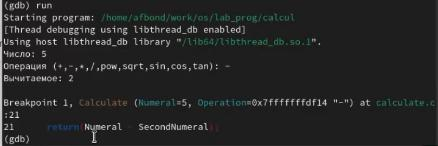 (gdb) run
Starting program: /home/afbond/work/os/lab_prog/calcul
[Thread debugging using libthread_db enabled]
Using host libthread_db library "/lib64/libthread_db.so.1".
Число: 5
Операция (+,-,*,/,pow,sqrt,sin,cos,tan): -
Вычитаемое: 2
Breakpoint 1, Calculate (Numeral=5, Operation=0x7fffffffdf14 "-") at calculate.c
:21
21 return(Numeral - SecondNumeral);
(gdb)